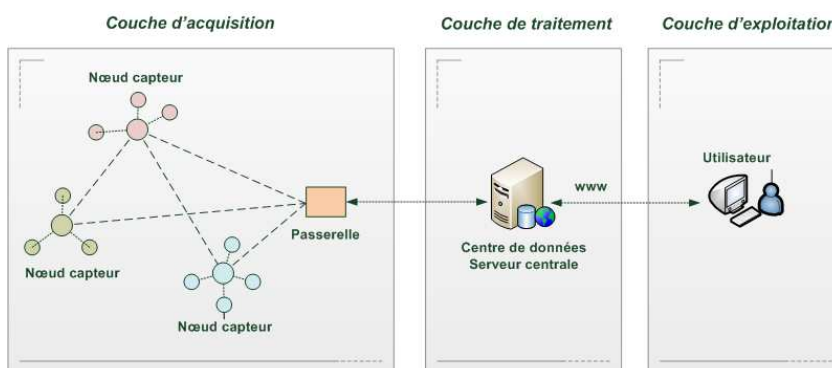 Couche d'acquisition
Couche de traitement
Couche d'exploitation
Nœud capteur
Utilisateur
www
Passerelle
Centre de données
Serveur centrale
Nœud capteur
Nœud capteur